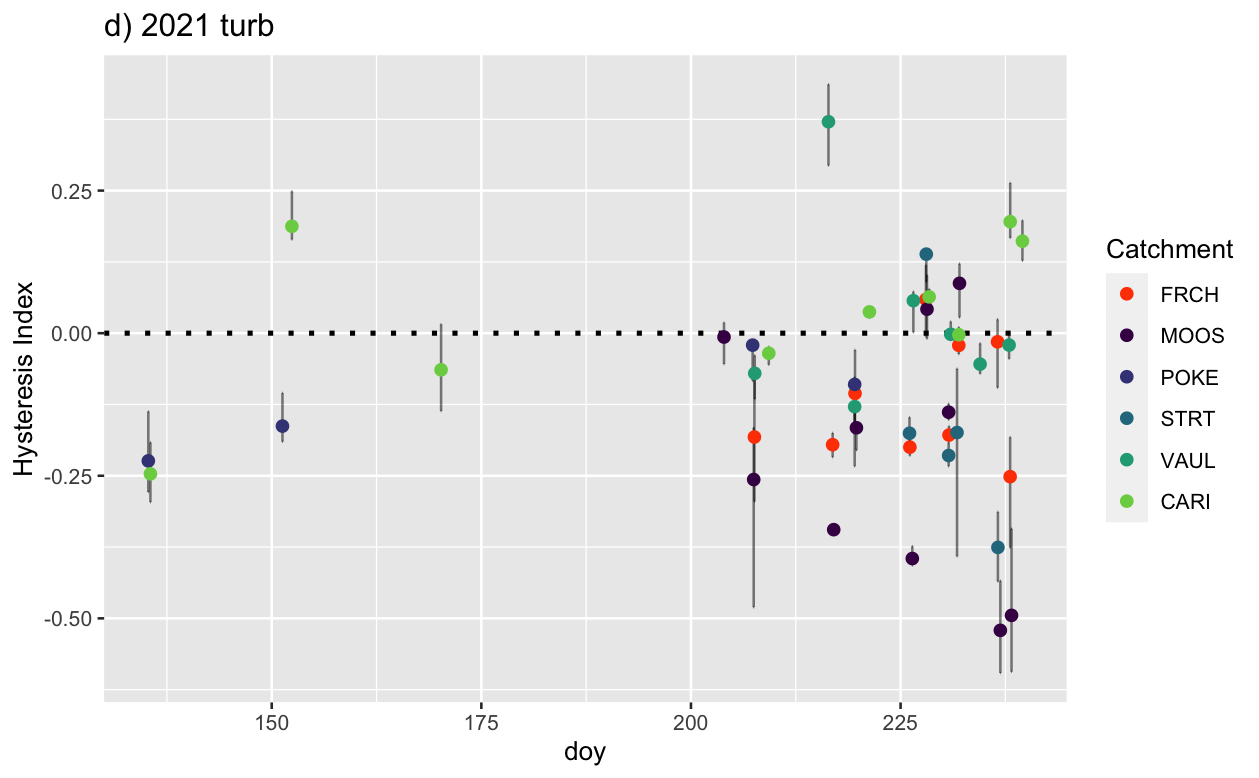 d) 2021 turb
Hysteresis Index
0.25
0.00
-0.25
-0.50
150
175
200
225
doy
Catchment
FRCH
MOOS
POKE
STRT
VAUL
CARI